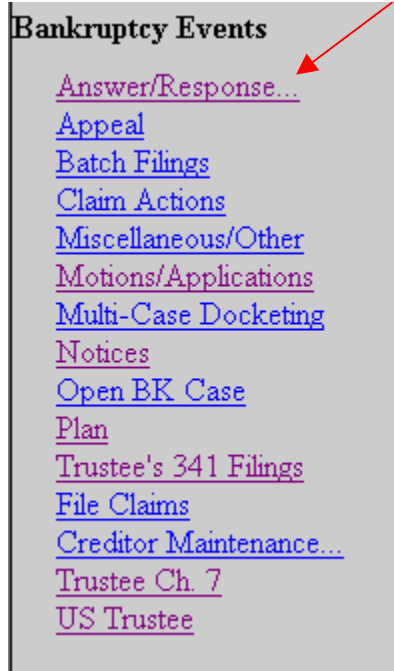 Bankruptcy Events
Answer/Response...
Appeal
Batch Filings
Claim Actions
Miscellaneous/Other
Motions/Applications
Multi-Case Docketing
Notices
Open BK Case
Plan
Trustee's 341 Filings
File Claims
Creditor Maintenance...
Trustee Ch. 7
US Trustee